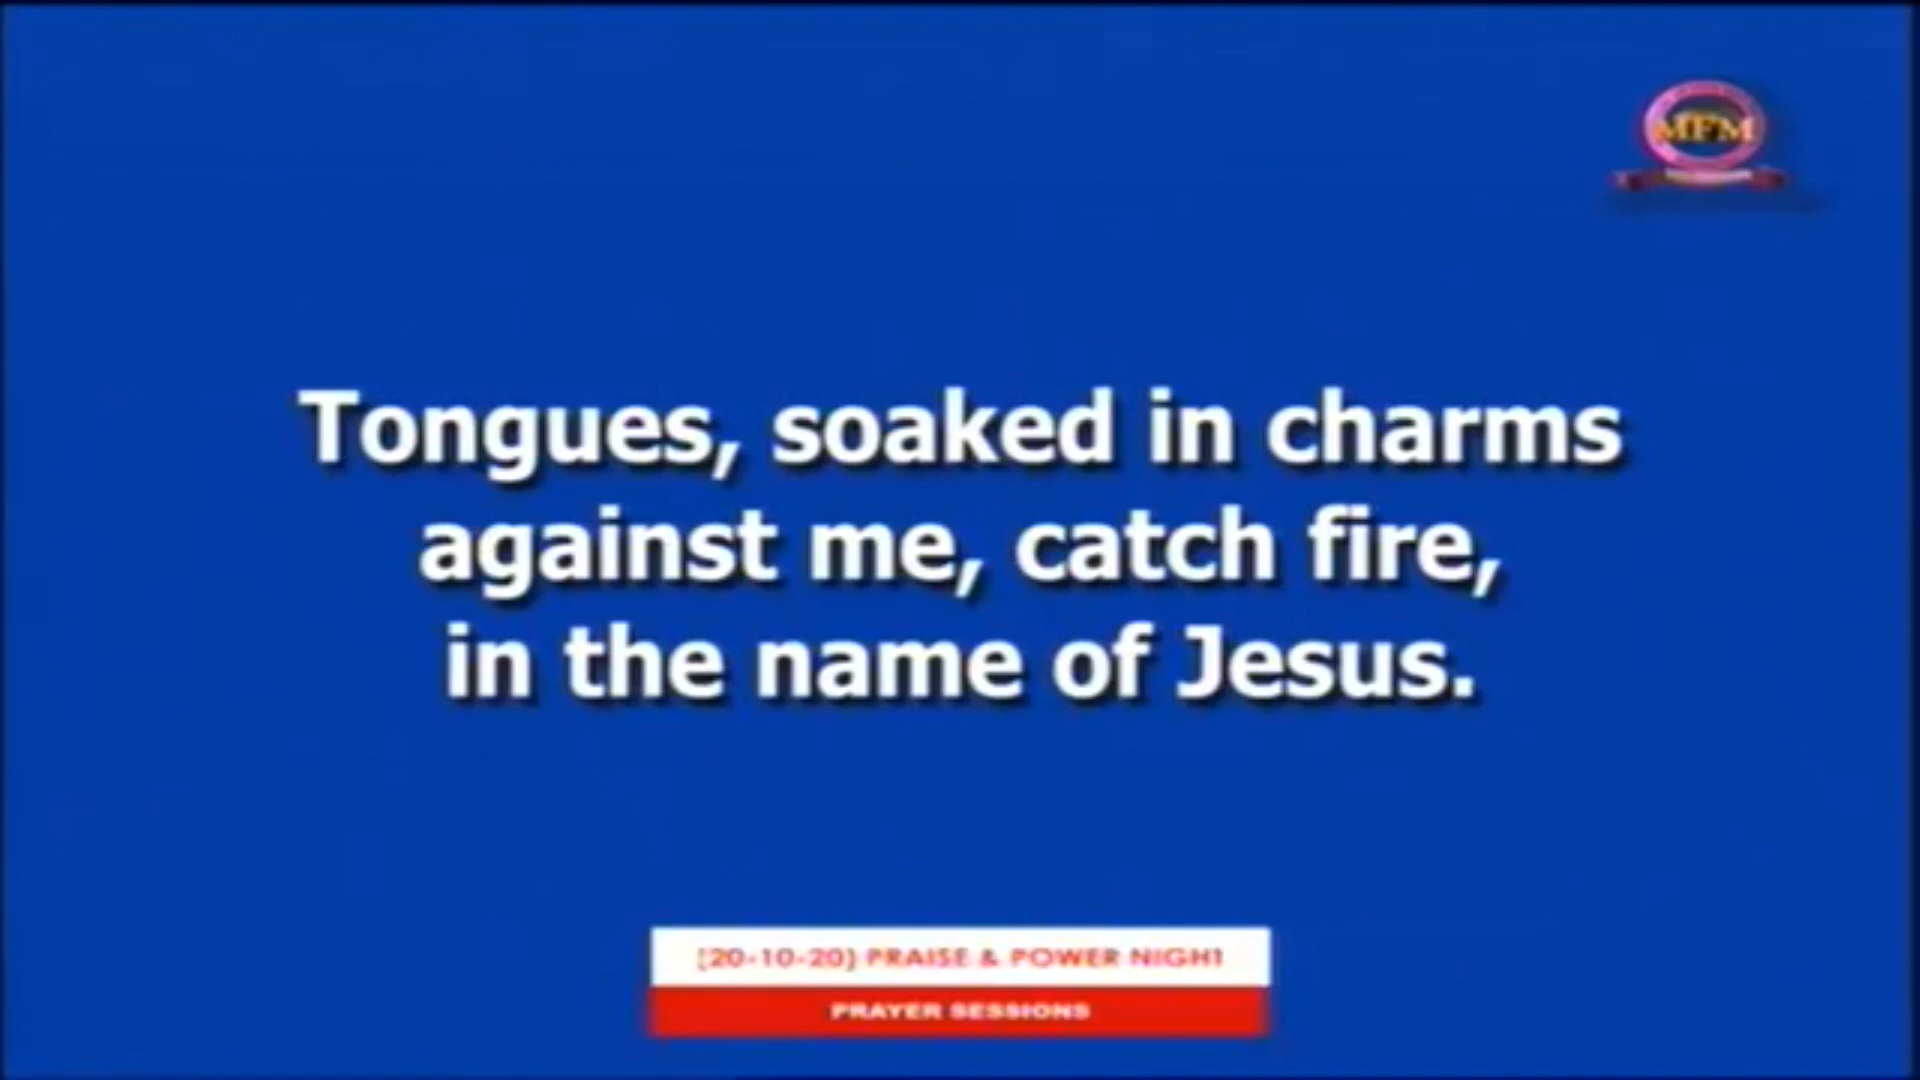 MFM
Tongues, soaked in charms
against me, catch fire,
in the name of Jesus.
[20-10-20] PRAISE & POWER NIGHT
PRAYER SESSIONS